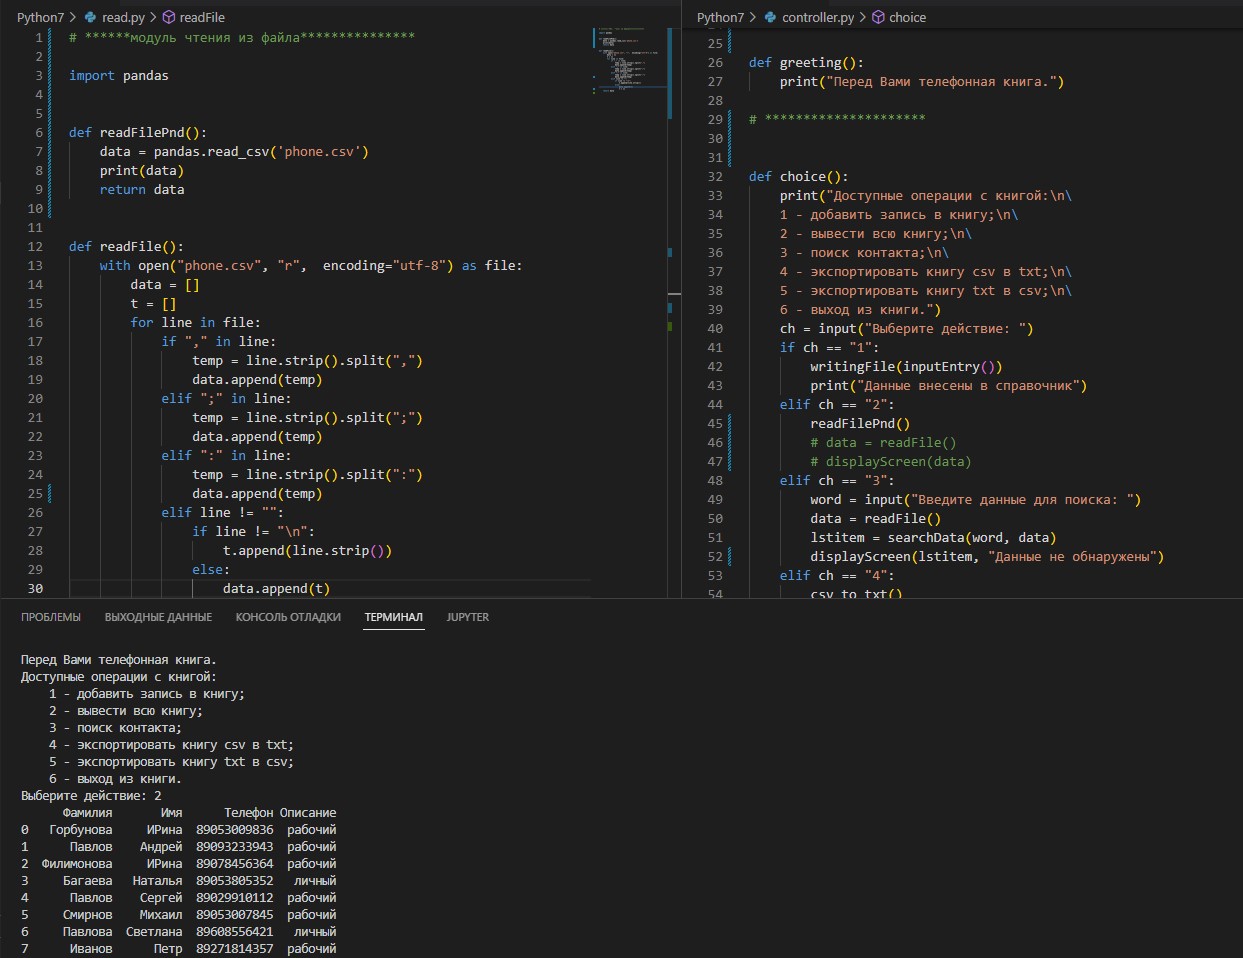 Python7 > read.py > readFile
1 # ******модуль чтения из файла***************
2
3 import pandas
4
5
6 def readFilePnd():
7     data = pandas.read_csv('phone.csv')
8     print(data)
9     return data
10
11
12 def readFile():
13     with open("phone.csv", "r",  encoding="utf-8") as file:
14         data = []
15         t = []
16         for line in file:
17             if "," in line:
18                 temp = line.strip().split(",")
19                 data.append(temp)
20             elif ";" in line:
21                 temp = line.strip().split(";")
22                 data.append(temp)
23             elif ":" in line:
24                 temp = line.strip().split(":")
25                 data.append(temp)
26             elif line != "":
27                 if line != "\n":
28                     t.append(line.strip())
29                 else:
30                     data.append(t)
Python7 > controller.py > choice
25
26 def greeting():
27     print("Перед Вами телефонная книга.")
28
29 # *********************
30
31
32 def choice():
33     print("Доступные операции с книгой:\n\
34     1 - добавить запись в книгу;\n\
35     2 - вывести всю книгу;\n\
36     3 - поиск контакта;\n\
37     4 - экспортировать книгу csv в txt;\n\
38     5 - экспортировать книгу txt в csv;\n\
39     6 - выход из книги.")
40     ch = input("Выберите действие: ")
41     if ch == "1":
42         writingFile(inputEntry())
43         print("Данные внесены в справочник")
44     elif ch == "2":
45         readFilePnd()
46         # data = readFile()
47         # displayScreen(data)
48     elif ch == "3":
49         word = input("Введите данные для поиска: ")
50         data = readFile()
51         lstitem = searchData(word, data)
52         displayScreen(lstitem, "Данные не обнаружены")
53     elif ch == "4":
54         csv_to_txt()
ПРОБЛЕМЫ ВЫХОДНЫЕ ДАННЫЕ КОНСОЛЬ ОТЛАДКИ ТЕРМИНАЛ JUPYTER
Перед Вами телефонная книга.
Доступные операции с книгой:
    1 - добавить запись в книгу;
    2 - вывести всю книгу;
    3 - поиск контакта;
    4 - экспортировать книгу csv в txt;
    5 - экспортировать книгу txt в csv;
    6 - выход из книги.
Выберите действие: 2
      Фамилия       Имя      Телефон Описание
0   Горбунова     ИРина  89053009836  рабочий
1      Павлов    Андрей  89093233943  рабочий
2  Филимонова     ИРина  89078456364  рабочий
3     Багаева   Наталья  89053805352   личный
4      Павлов    Сергей  89029910112  рабочий
5     Смирнов    Михаил  89053007845  рабочий
6     Павлова  Светлана  89608556421   личный
7      Иванов      Петр  89271814357  рабочий